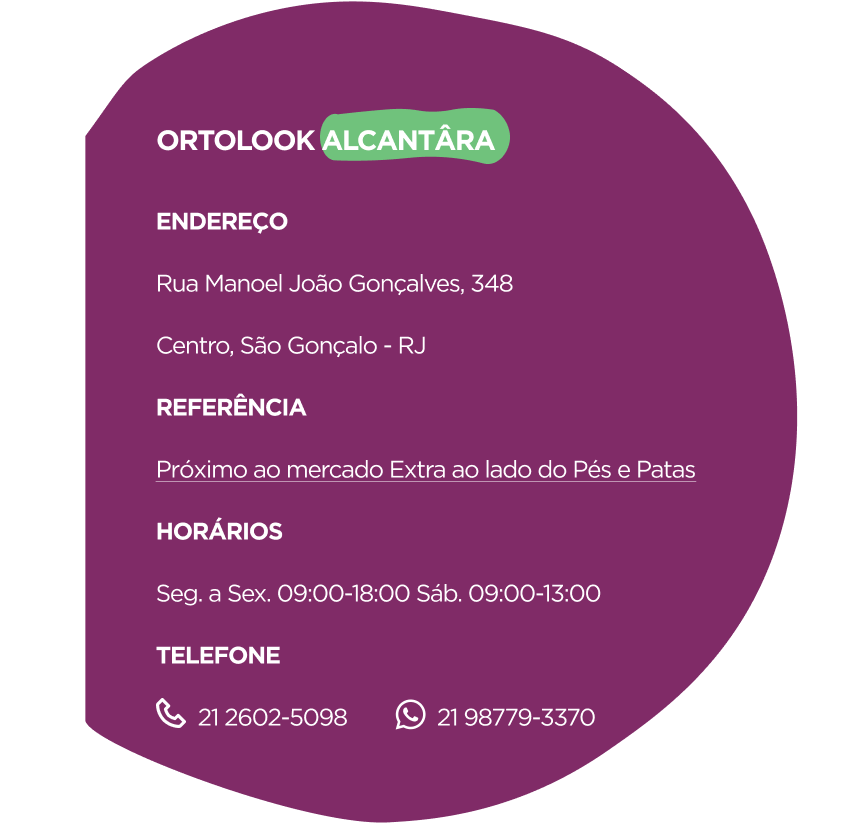 ORTOLOOK ALCANTÂRA
ENDEREÇO
Rua Manoel João Gonçalves, 348
Centro, São Gonçalo - RJ
REFERÊNCIA
Próximo ao mercado Extra ao lado do Pés e Patas
HORÁRIOS
Seg. a Sex. 09:00-18:00 Sáb. 09:00-13:00
TELEFONE
21 2602-5098 21 98779-3370